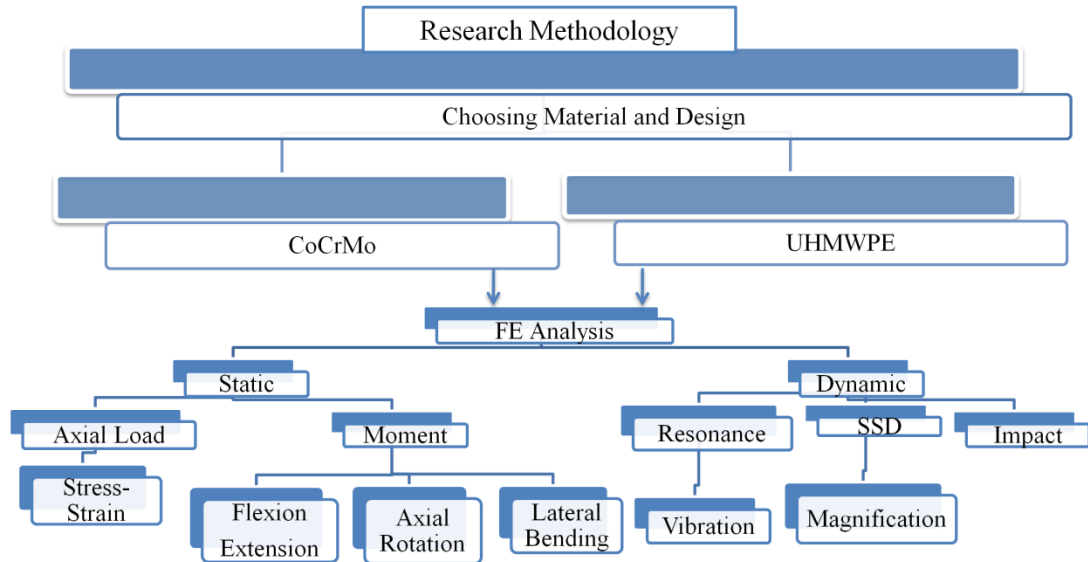 Research Methodology
Choosing Material and Design
CoCrMo
UHMWPE
FE Analysis
Static
Dynamic
Axial Load
Moment
Resonance
SSD
Impact
Stress-
Strain
Flexion
Extension
Axial
Rotation
Lateral
Bending
Vibration
Magnification